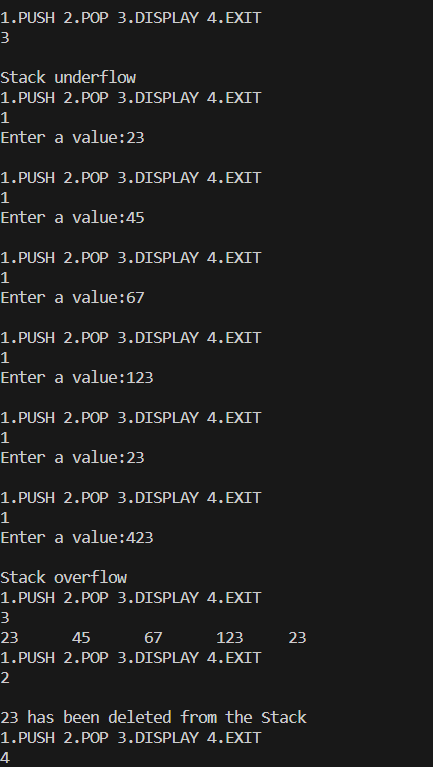 1.PUSH 2.POP 3.DISPLAY 4.EXIT
3
Stack underflow
1.PUSH 2.POP 3.DISPLAY 4.EXIT
1
Enter a value:23
1.PUSH 2.POP 3.DISPLAY 4.EXIT
1
Enter a value:45
1.PUSH 2.POP 3.DISPLAY 4.EXIT
1
Enter a value:67
1.PUSH 2.POP 3.DISPLAY 4.EXIT
1
Enter a value:123
1.PUSH 2.POP 3.DISPLAY 4.EXIT
1
Enter a value:23
1.PUSH 2.POP 3.DISPLAY 4.EXIT
1
Enter a value:423
Stack overflow
1.PUSH 2.POP 3.DISPLAY 4.EXIT
3
23 45 67 123 23
1.PUSH 2.POP 3.DISPLAY 4.EXIT
2
23 has been deleted from the Stack
1.PUSH 2.POP 3.DISPLAY 4.EXIT
4